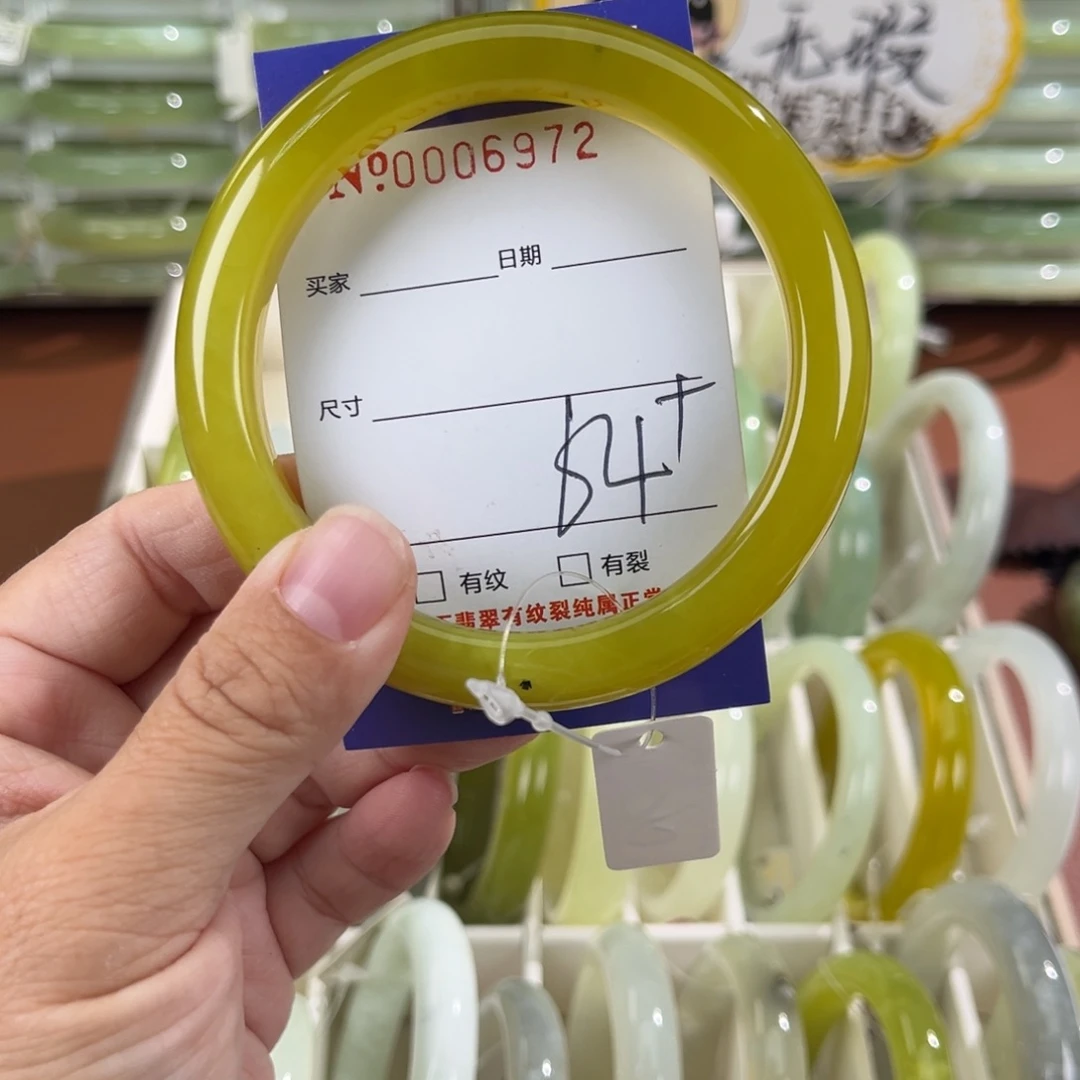 无瑕
№0006972
买家 日期
尺寸 54+
有纹 有裂
翡翠有纹裂纯属正常